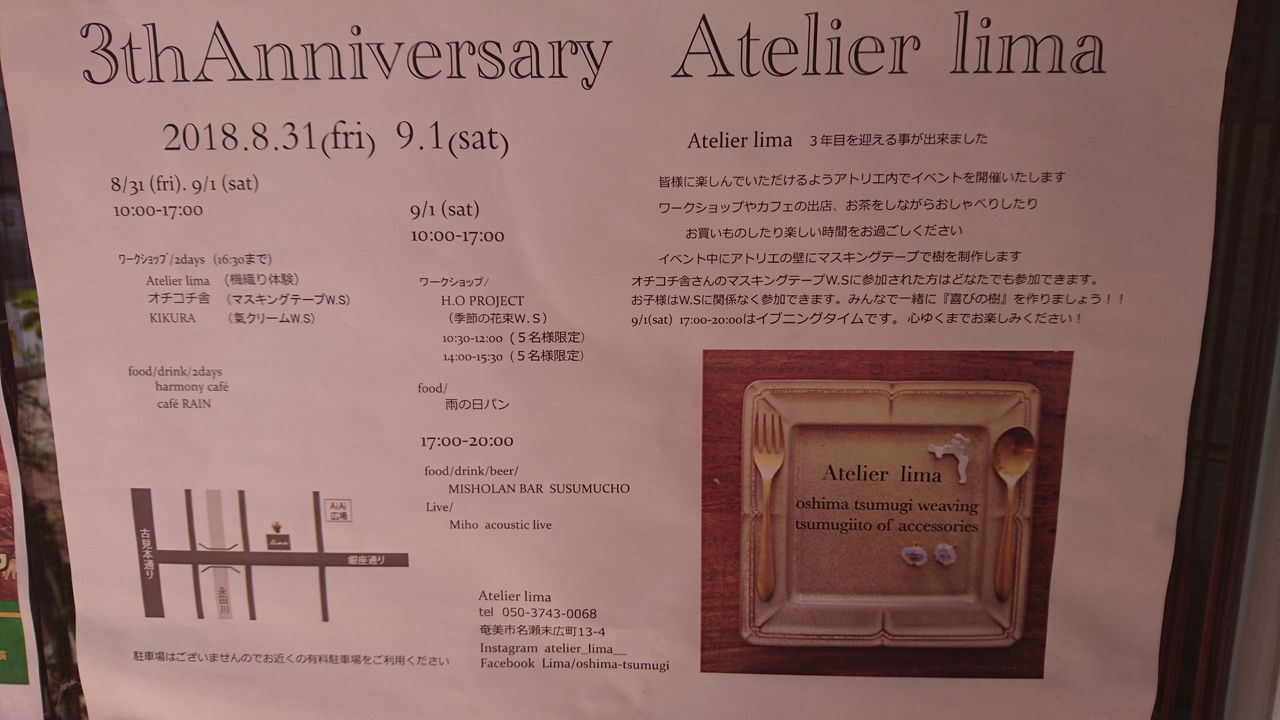 3thAnniversary Atelier lima
2018.8.31(fri) 9.1(sat)
8/31 (fri). 9/1 (sat)
10:00-17:00
ﾜｰｸｼｮｯﾌﾟ/2days (16:30まで)
Atelier lima （機織り体験）
オチコチ舎 （マスキングテープW.S）
KIKURA （氣クリームW.S）
food/drink/2days
harmony café
café RAIN
9/1 (sat)
10:00-17:00
ワークショップ/
H.O PROJECT
（季節の花束W.S）
10:30-12:00（５名様限定）
14:00-15:30（５名様限定）
food/
雨の日パン
17:00-20:00
food/drink/beer/
MISHOLAN BAR SUSUMUCHO
Live/
Miho acoustic live
Atelier lima ３年目を迎える事が出来ました
皆様に楽しんでいただけるようアトリエ内でイベントを開催いたします
ワークショップやカフェの出店、お茶をしながらおしゃべりしたり
お買いものしたり楽しい時間をお過ごしください
イベント中にアトリエの壁にマスキングテープで樹を制作します
オチコチ舎さんのマスキングテープW.Sに参加された方はどなたでも参加できます。
お子様はW.Sに関係なく参加できます。みんなで一緒に『喜びの樹』を作りましょう！！
9/1(sat) 17:00-20:00はイブニングタイムです。心ゆくまでお楽しみください！
Atelier lima
oshima tsumugi weaving
tsumugiito of accessories
古見本通り
永田川
lima
AiAi
広場
銀座通り
駐車場はございませんのでお近くの有料駐車場をご利用ください
Atelier lima
tel 050-3743-0068
奄美市名瀬末広町13-4
Instagram atelier_lima__
Facebook Lima/oshima-tsumugi